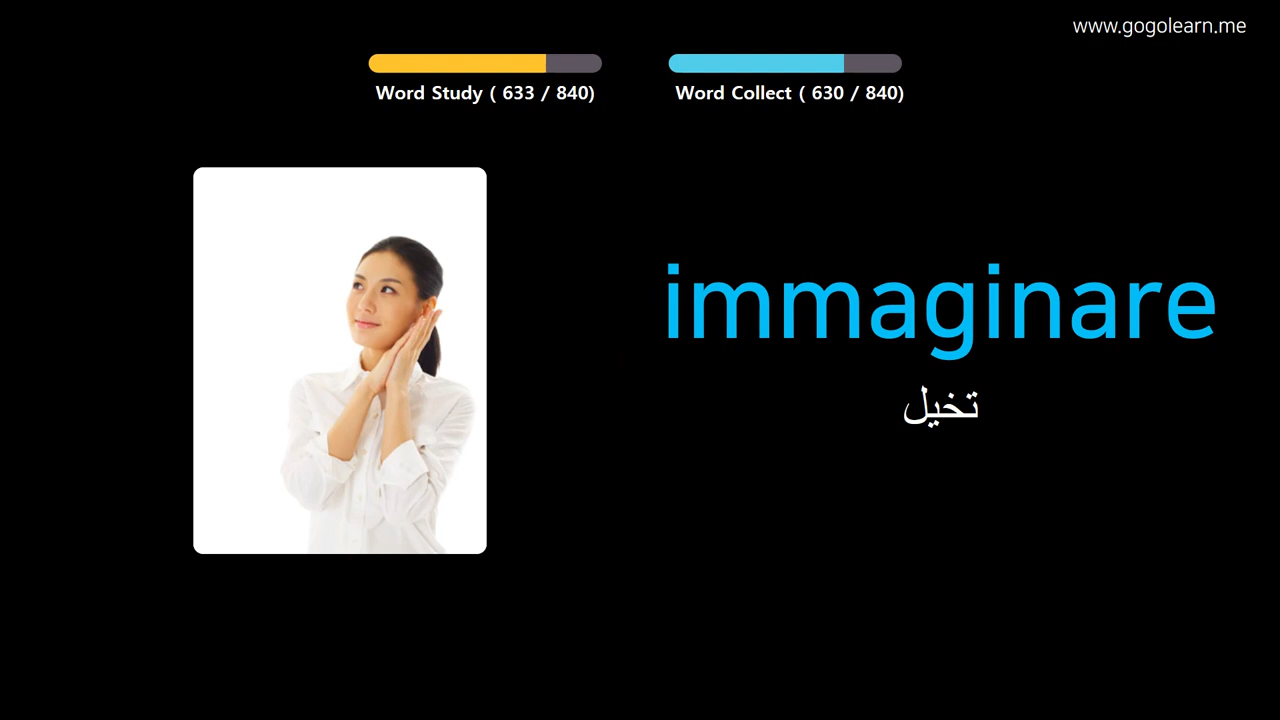 www.gogolearn.me
Word Study ( 633 / 840)
Word Collect ( 630 / 840)
immaginare
تخيل